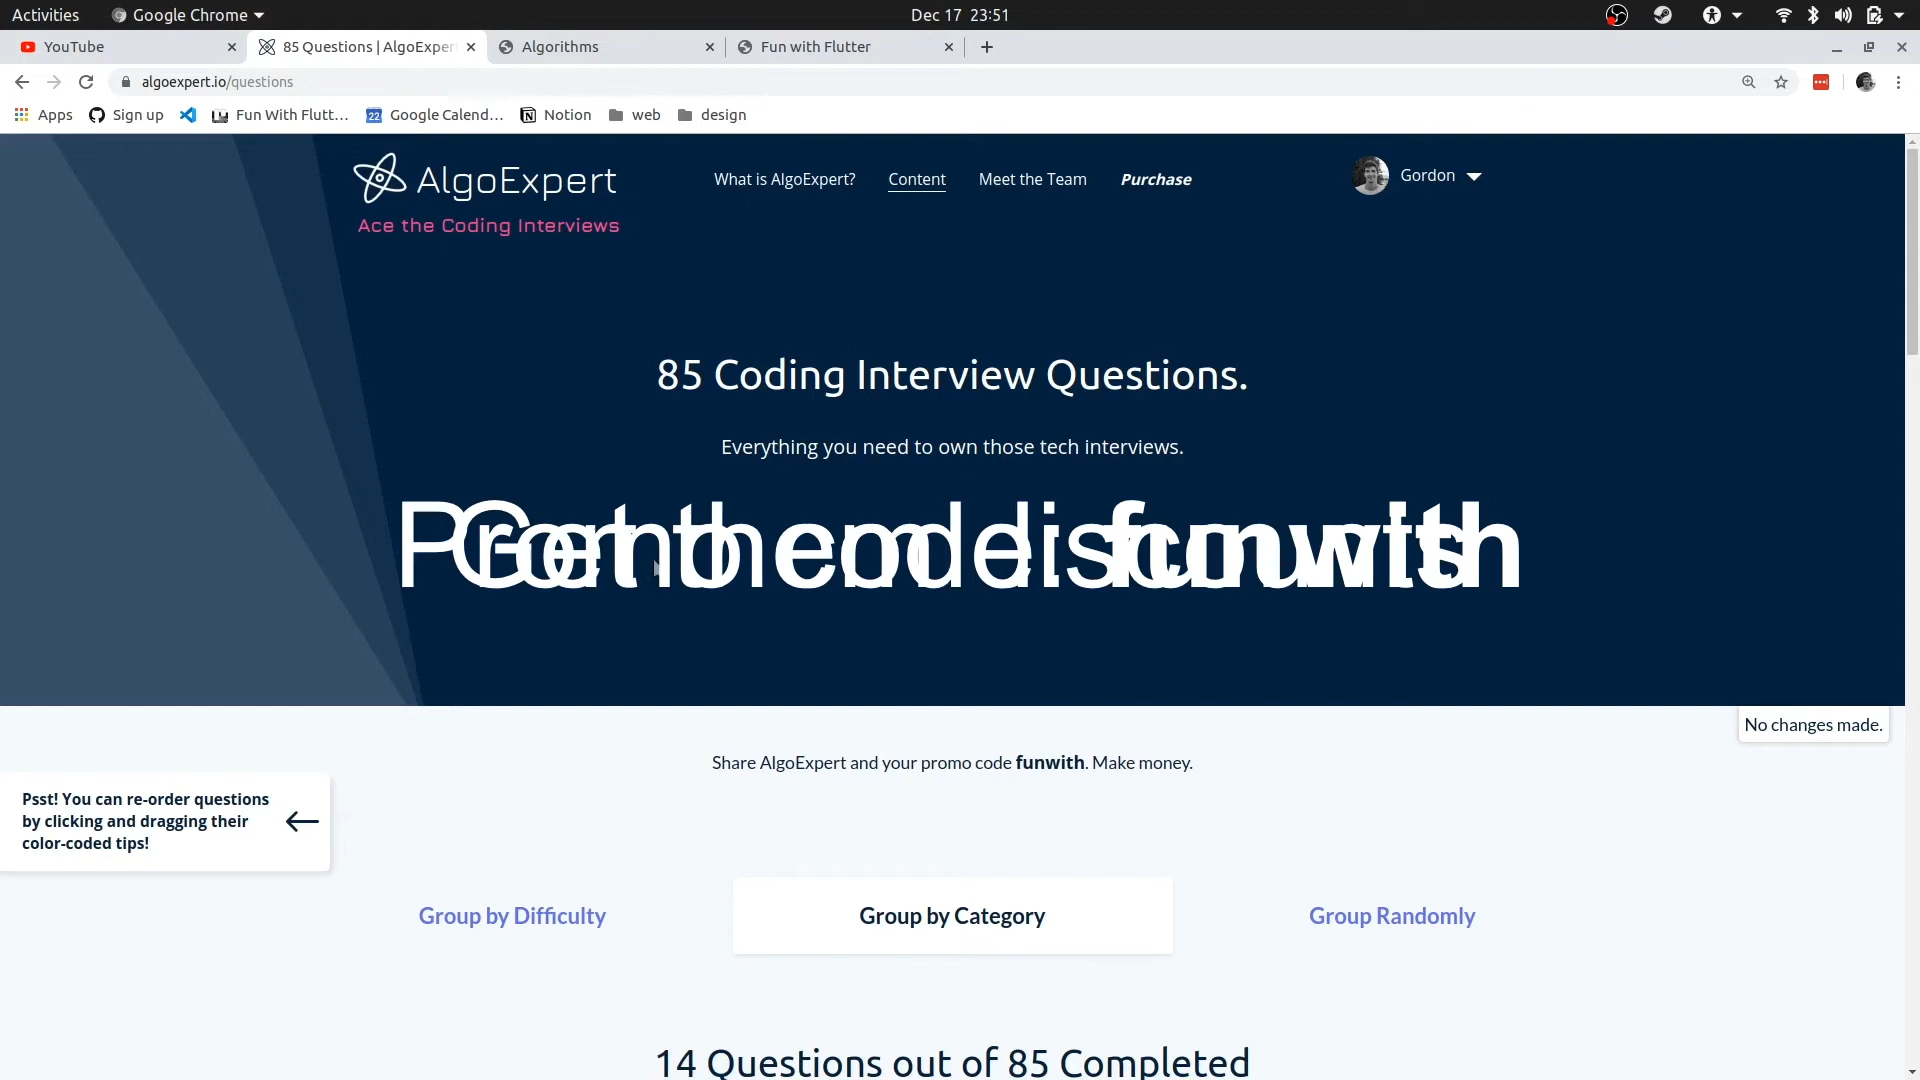 Activities
Google Chrome
Dec 17 23:51
YouTube
85 Questions | AlgoExper
Algorithms
Fun with Flutter
algoexpert.io/questions
Apps
Sign up
Fun With Flutt...
22
Google Calend...
Notion
web
design
AlgoExpert
Ace the Coding Interviews
What is AlgoExpert?
Content
Meet the Team
Purchase
Gordon
85 Coding Interview Questions.
Everything you need to own those tech interviews.
funwith
No changes made.
Share AlgoExpert and your promo code funwith. Make money.
Psst! You can re-order questions
by clicking and dragging their
color-coded tips!
Group by Difficulty
Group by Category
Group Randomly
14 Questions out of 85 Completed